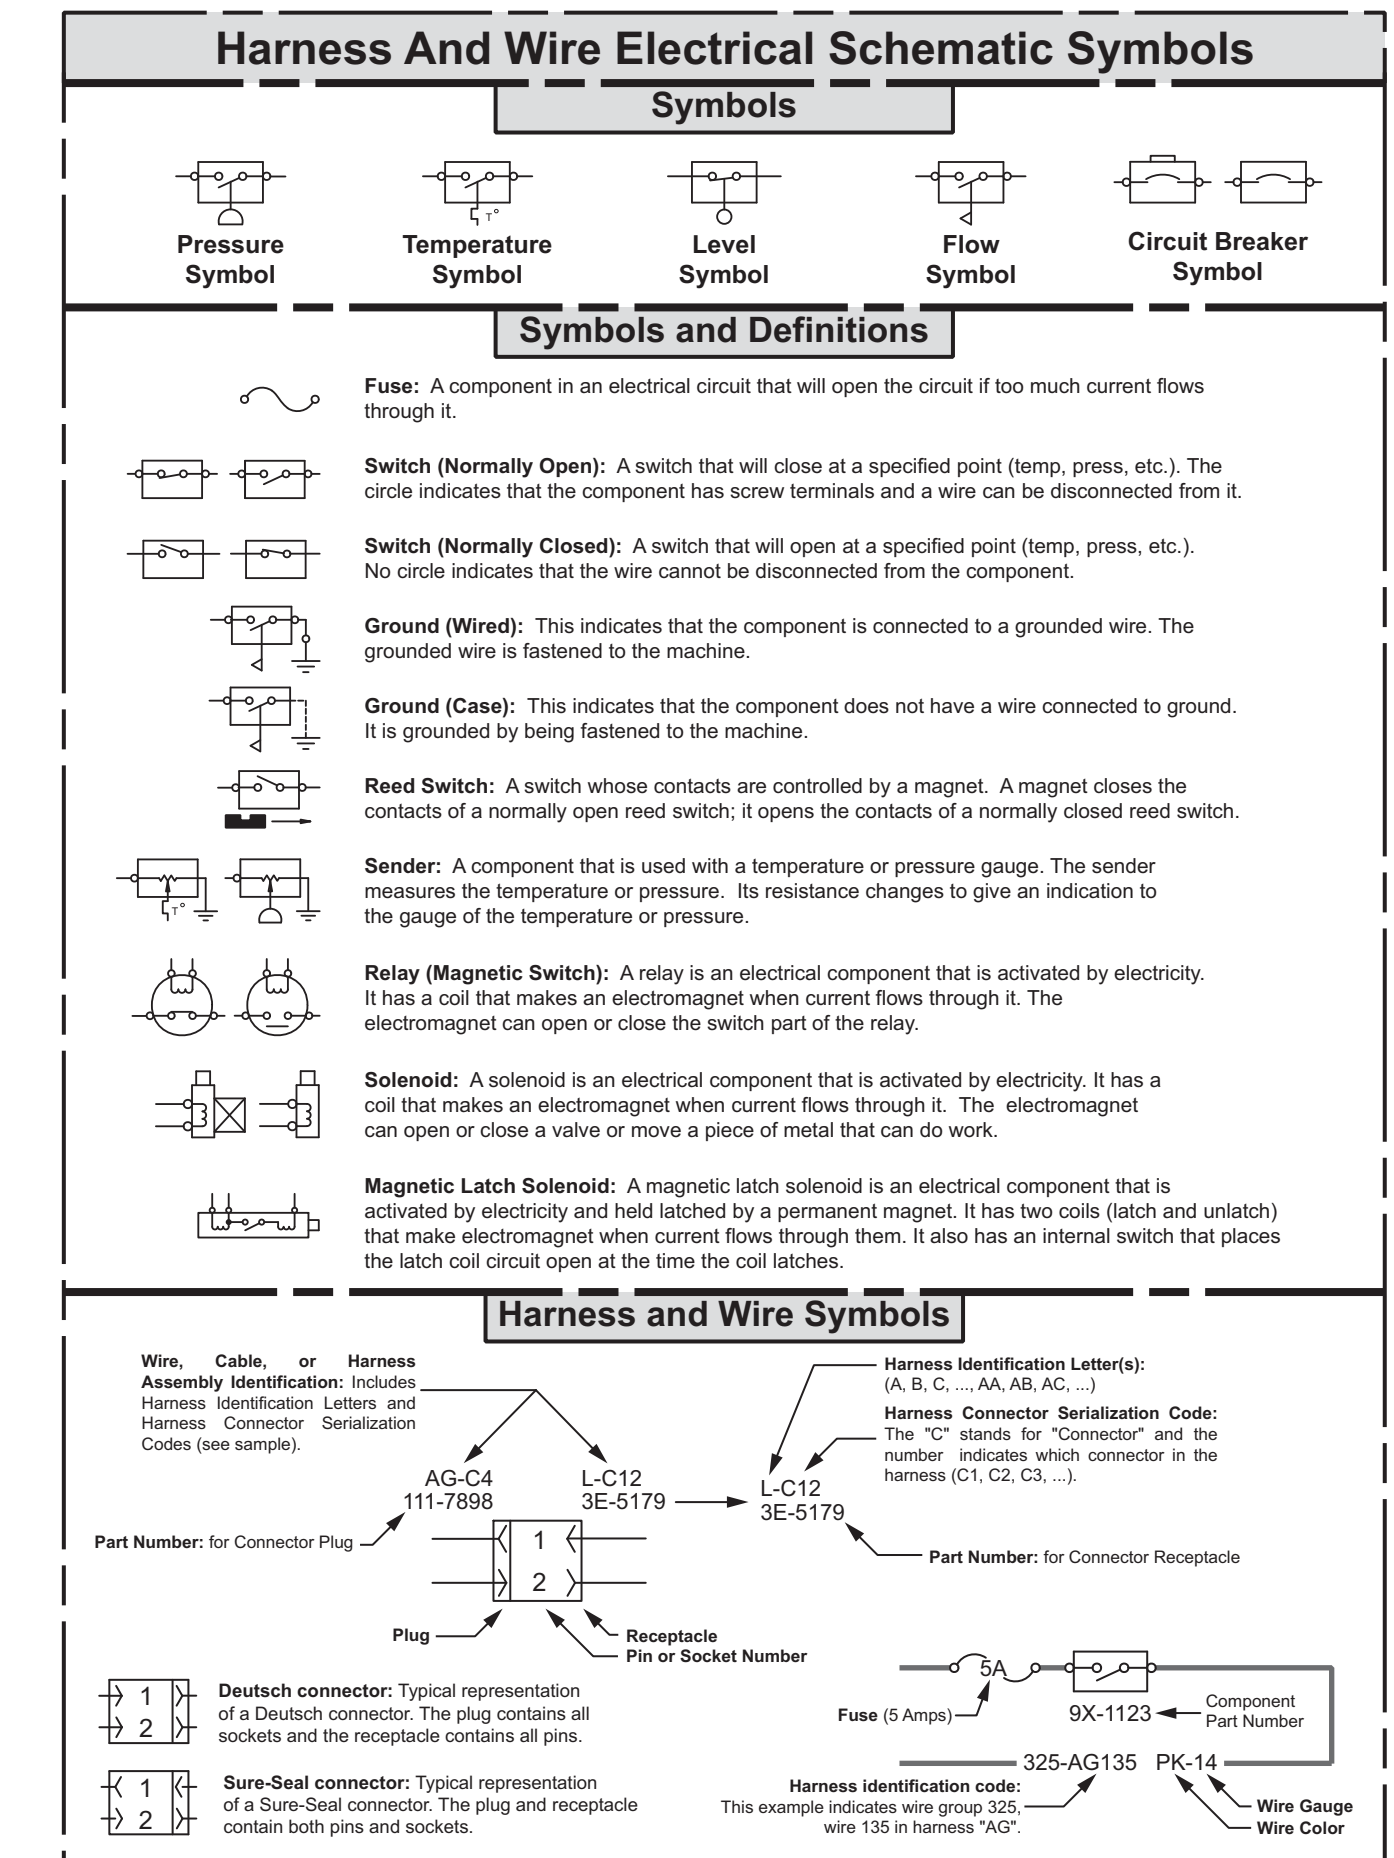 Harness And Wire Electrical Schematic Symbols
Symbols
T°
Pressure
Symbol
Temperature
Symbol
Level
Symbol
Flow
Symbol
Circuit Breaker
Symbol
Symbols and Definitions
Fuse: A component in an electrical circuit that will open the circuit if too much current flows
through it.
Switch (Normally Open): A switch that will close at a specified point (temp, press, etc.). The
circle indicates that the component has screw terminals and a wire can be disconnected from it.
Switch (Normally Closed): A switch that will open at a specified point (temp, press, etc.).
No circle indicates that the wire cannot be disconnected from the component.
Ground (Wired): This indicates that the component is connected to a grounded wire. The
grounded wire is fastened to the machine.
Ground (Case): This indicates that the component does not have a wire connected to ground.
It is grounded by being fastened to the machine.
Reed Switch: A switch whose contacts are controlled by a magnet. A magnet closes the
contacts of a normally open reed switch; it opens the contacts of a normally closed reed switch.
T°
Sender: A component that is used with a temperature or pressure gauge. The sender
measures the temperature or pressure. Its resistance changes to give an indication to
the gauge of the temperature or pressure.
Relay (Magnetic Switch): A relay is an electrical component that is activated by electricity.
It has a coil that makes an electromagnet when current flows through it. The
electromagnet can open or close the switch part of the relay.
Solenoid: A solenoid is an electrical component that is activated by electricity. It has a
coil that makes an electromagnet when current flows through it. The electromagnet
can open or close a valve or move a piece of metal that can do work.
Magnetic Latch Solenoid: A magnetic latch solenoid is an electrical component that is
activated by electricity and held latched by a permanent magnet. It has two coils (latch and unlatch)
that make electromagnet when current flows through them. It also has an internal switch that places
the latch coil circuit open at the time the coil latches.
Harness and Wire Symbols
Wire, Cable, or Harness
Assembly Identification: Includes
Harness Identification Letters and
Harness Connector Serialization
Codes (see sample).
Harness Identification Letter(s):
(A, B, C, ..., AA, AB, AC, ...)
Harness Connector Serialization Code:
The "C" stands for "Connector" and the
number indicates which connector in the
harness (C1, C2, C3, ...).
AG-C4
111-7898
L-C12
3E-5179
L-C12
3E-5179
Part Number: for Connector Plug
Part Number: for Connector Receptacle
1
2
Plug
Receptacle
Pin or Socket Number
1
2
Deutsch connector: Typical representation
of a Deutsch connector. The plug contains all
sockets and the receptacle contains all pins.
1
2
Sure-Seal connector: Typical representation
of a Sure-Seal connector. The plug and receptacle
contain both pins and sockets.
5A
Fuse (5 Amps)
9X-1123
Component
Part Number
325-AG135 PK-14
Harness identification code:
This example indicates wire group 325,
wire 135 in harness "AG".
Wire Gauge
Wire Color